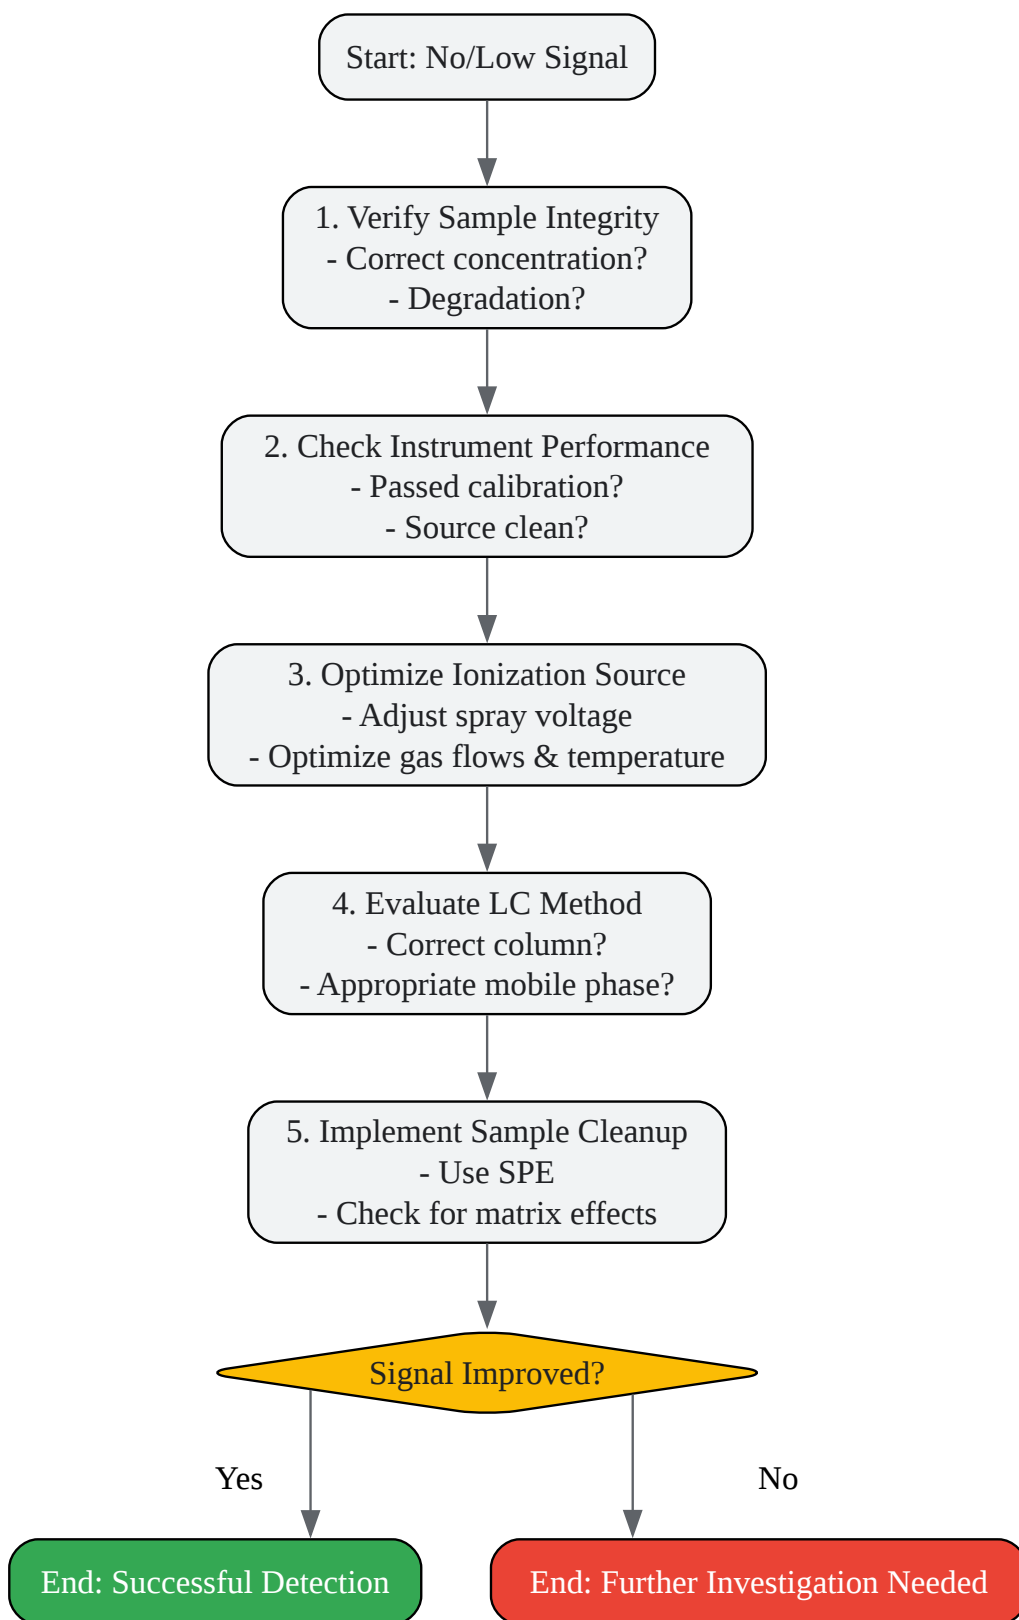 Start: No/Low Signal
1. Verify Sample Integrity
- Correct concentration?
- Degradation?
2. Check Instrument Performance
- Passed calibration?
- Source clean?
3. Optimize Ionization Source
- Adjust spray voltage
- Optimize gas flows & temperature
4. Evaluate LC Method
- Correct column?
- Appropriate mobile phase?
5. Implement Sample Cleanup
- Use SPE
- Check for matrix effects
Signal Improved?
Yes
No
End: Successful Detection
End: Further Investigation Needed